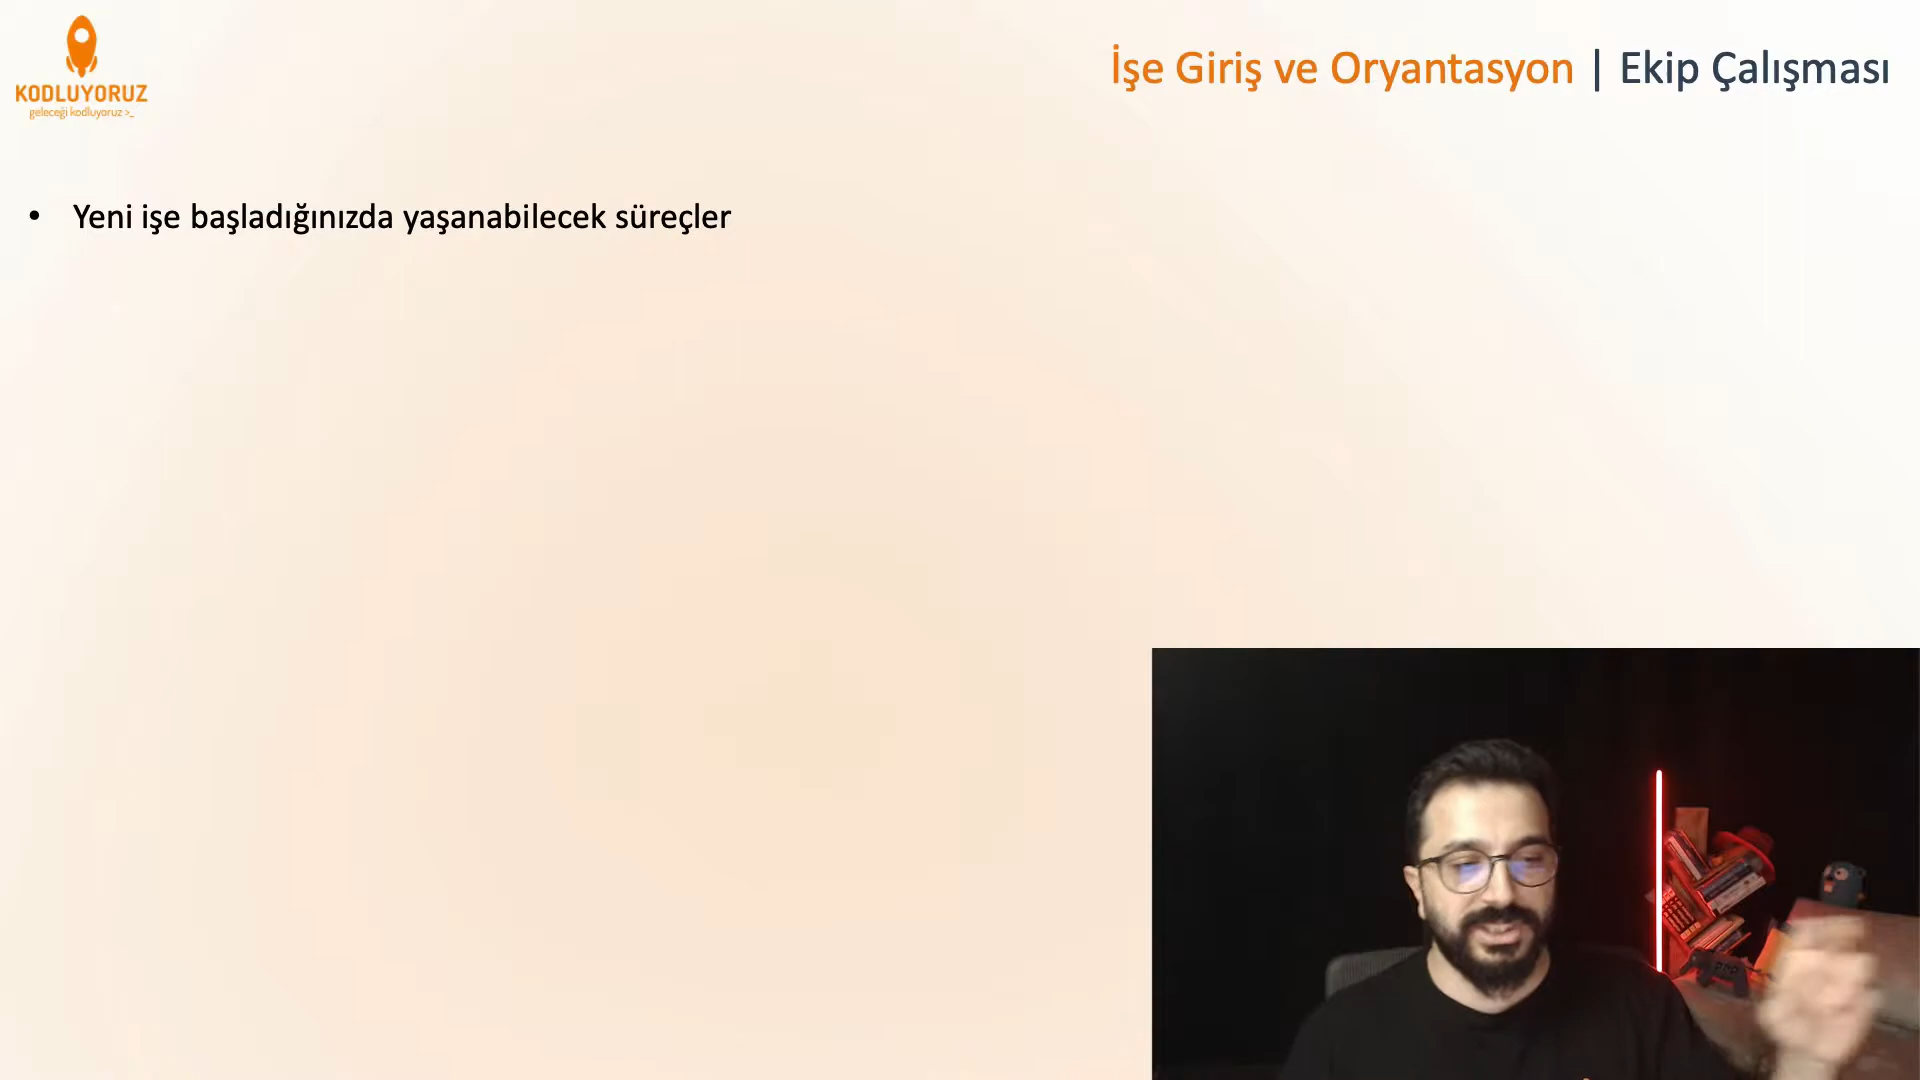 KODLUYORUZ
geleceği kodluyoruz >_
İşe Giriş ve Oryantasyon | Ekip Çalışması
• Yeni işe başladığınızda yaşanabilecek süreçler